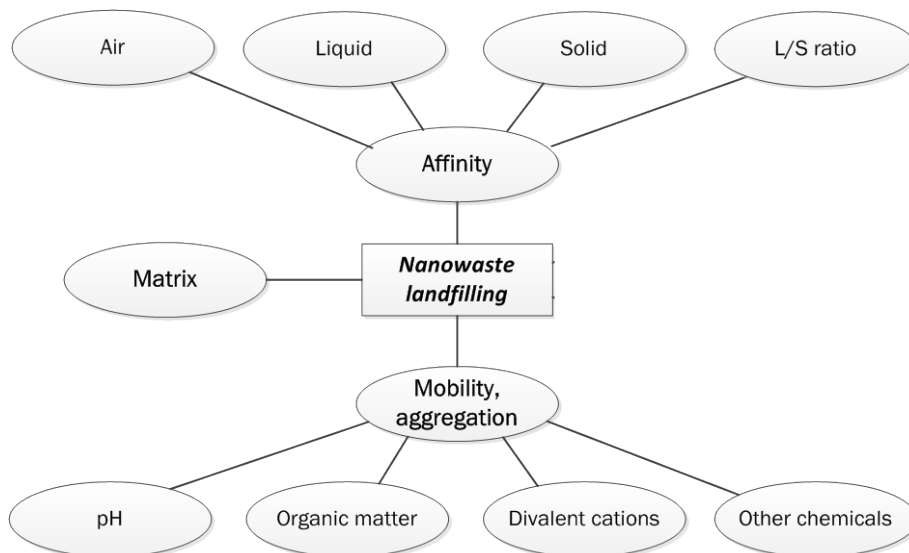 Air
Liquid
Solid
L/S ratio
Affinity
Matrix
Nanowaste
landfilling
Mobility,
aggregation
pH
Organic matter
Divalent cations
Other chemicals